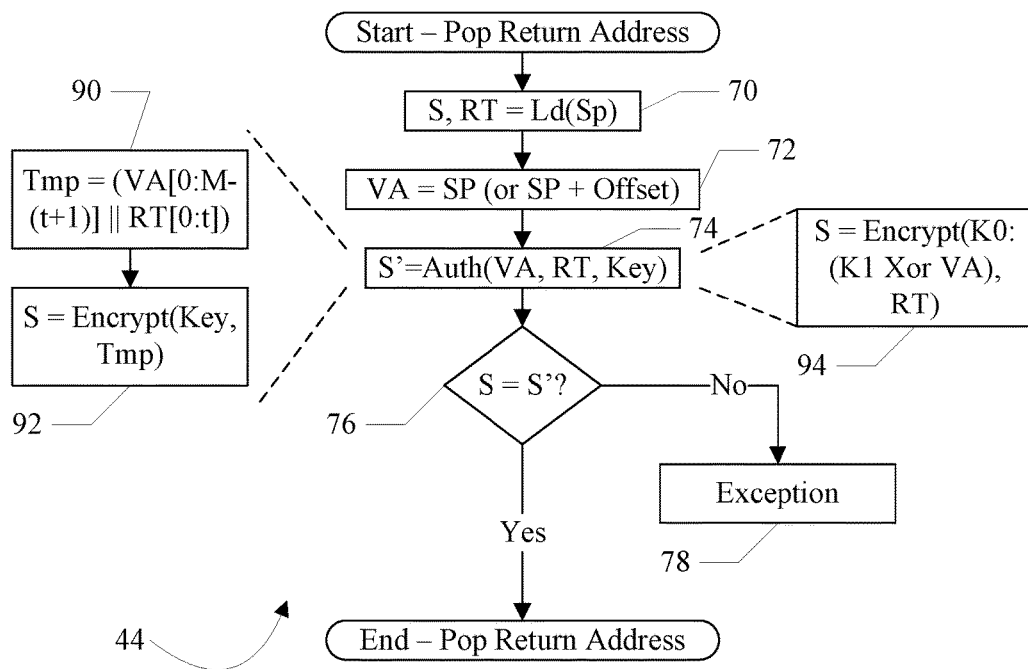 Start – Pop Return Address
90
S, RT = Ld(Sp)
70
72
Tmp = (VA[0:M-
(t+1)] || RT[0:t])
VA = SP (or SP + Offset)
74
S'=Auth(VA, RT, Key)
S = Encrypt(K0:
(K1 Xor VA),
RT)
94
S = Encrypt(Key,
Tmp)
92
S = S'?
76
No
Exception
78
Yes
44
End – Pop Return Address